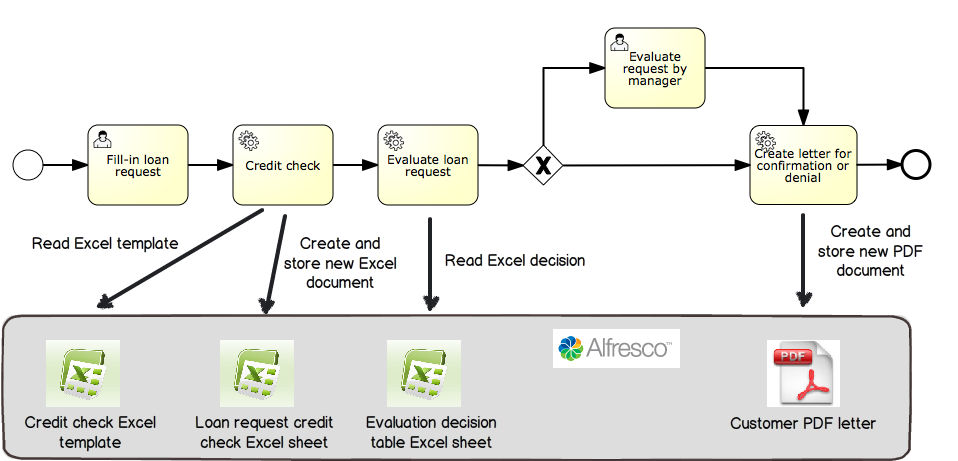 Evaluate
request by
manager
Fill-in loan
request
Credit check
Evaluate loan
request
X
Create letter for
confirmation or
denial
Read Excel template
Create and
store new Excel
document
Read Excel decision
Create and
store new PDF
document
Alfresco™
PDF
Credit check Excel
template
Loan request credit
check Excel sheet
Evaluation decision
table Excel sheet
Customer PDF letter